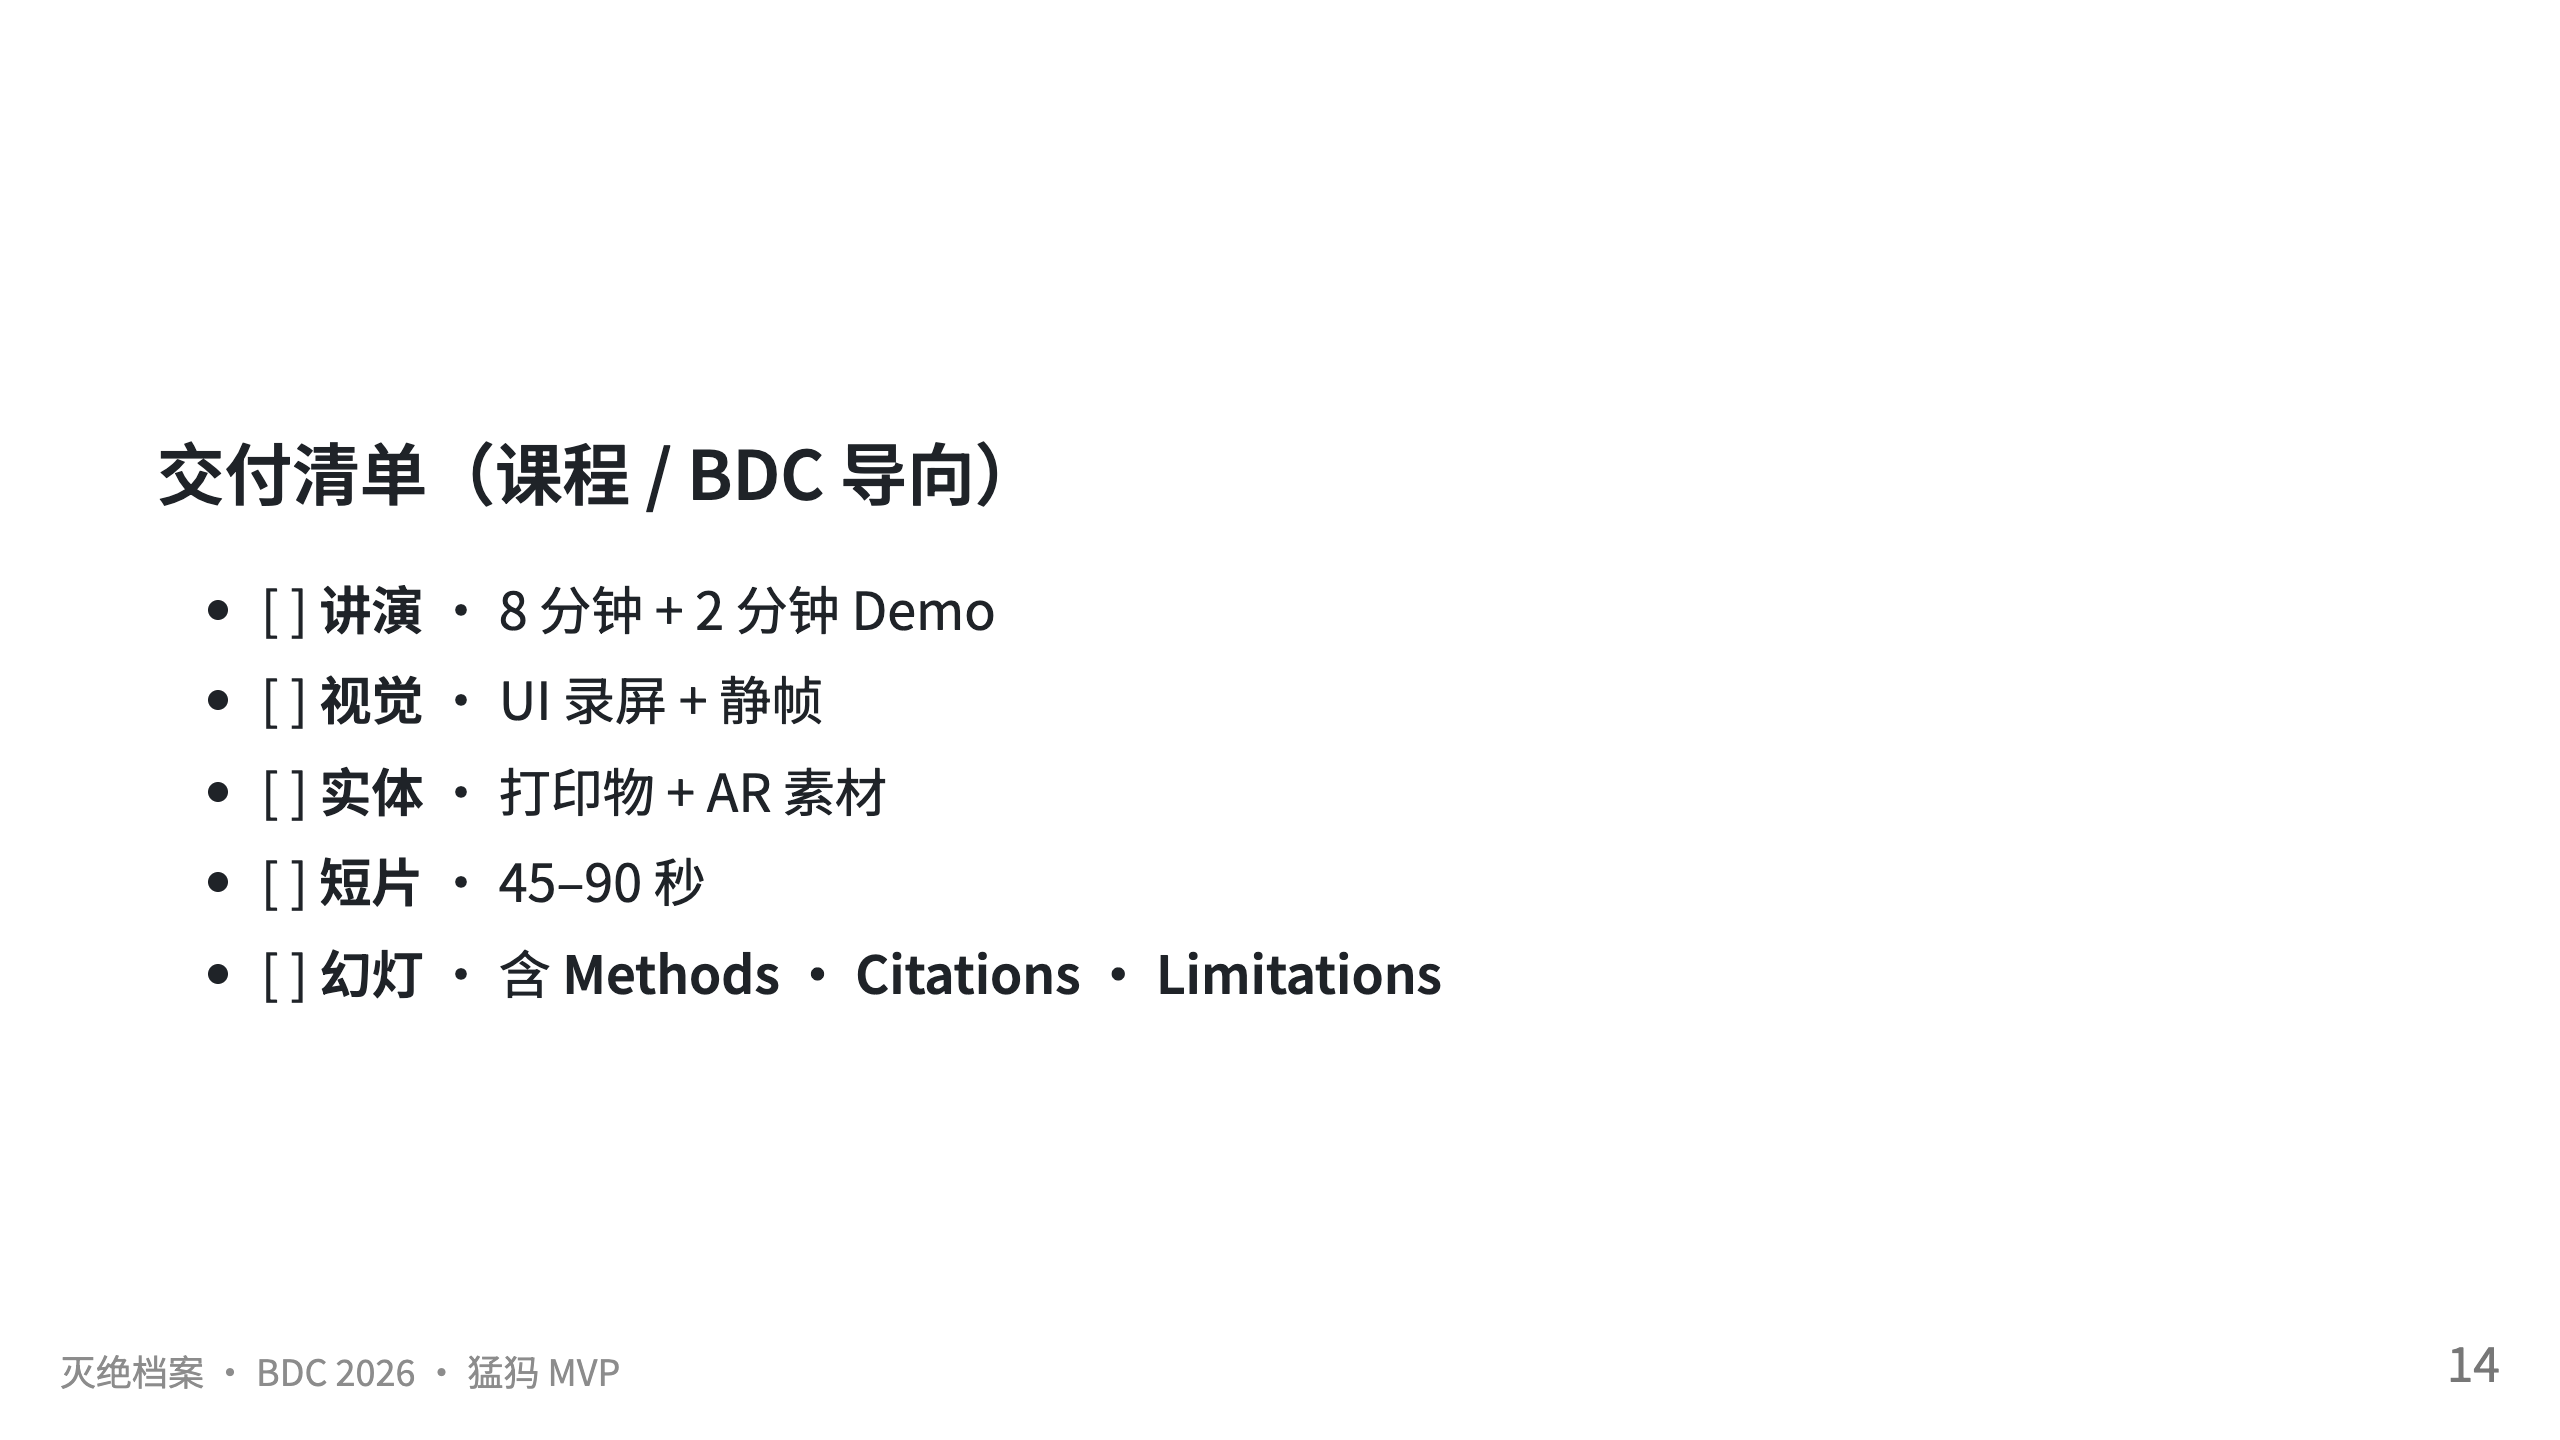 交付清单（课程 / BDC 导向）
• [ ] 讲演 · 8 分钟 + 2 分钟 Demo
• [ ] 视觉 · UI 录屏 + 静帧
• [ ] 实体 · 打印物 + AR 素材
• [ ] 短片 · 45–90 秒
• [ ] 幻灯 · 含 Methods · Citations · Limitations
灭绝档案 · BDC 2026 · 猛犸 MVP
14